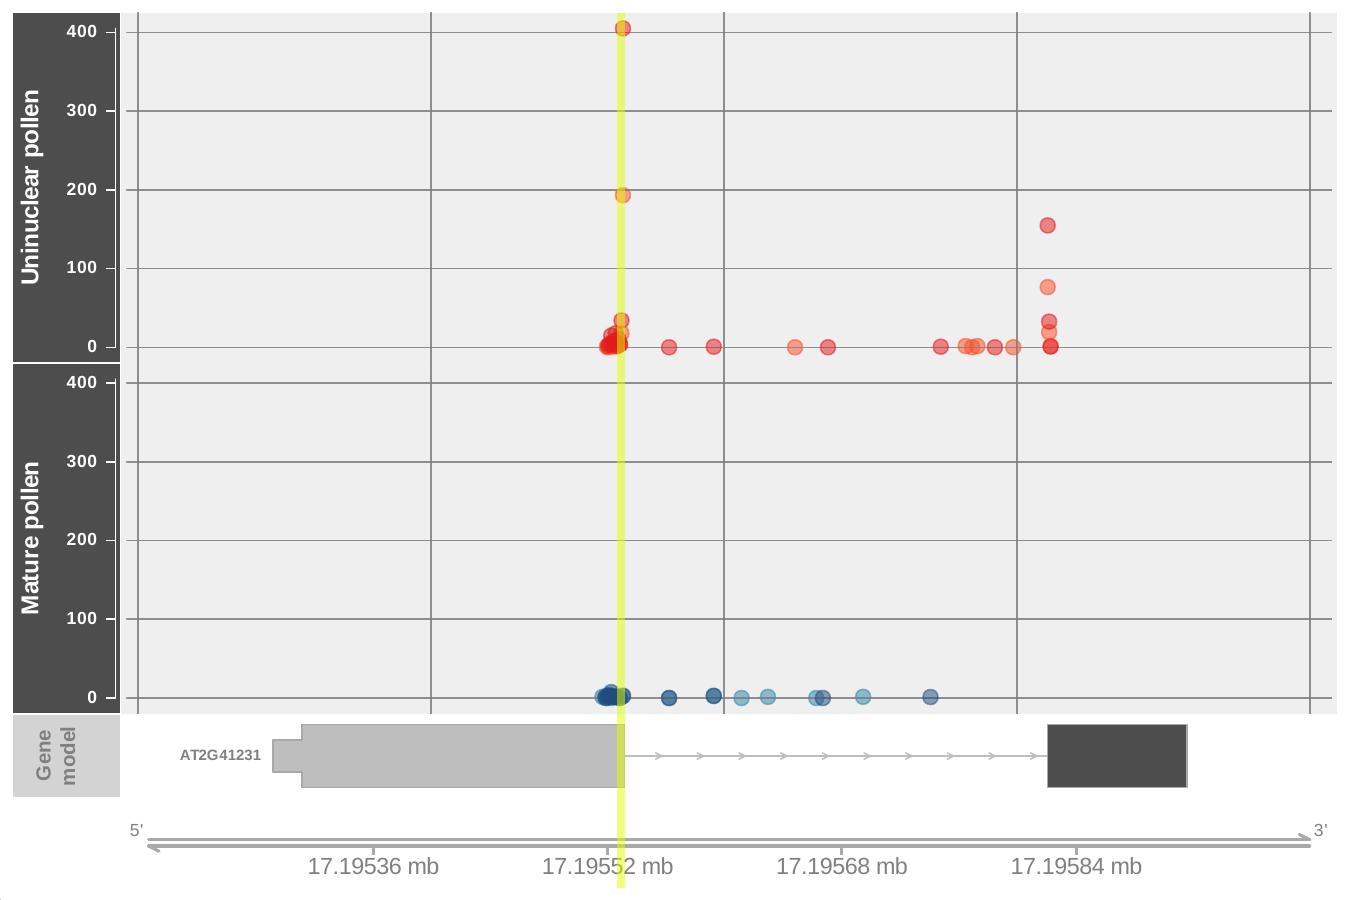 Uninuclear pollen
400
300
200
100
0
Mature pollen
400
300
200
100
0
Gene
model
AT2G41231
5'
3'
17.19536 mb
17.19552 mb
17.19568 mb
17.19584 mb